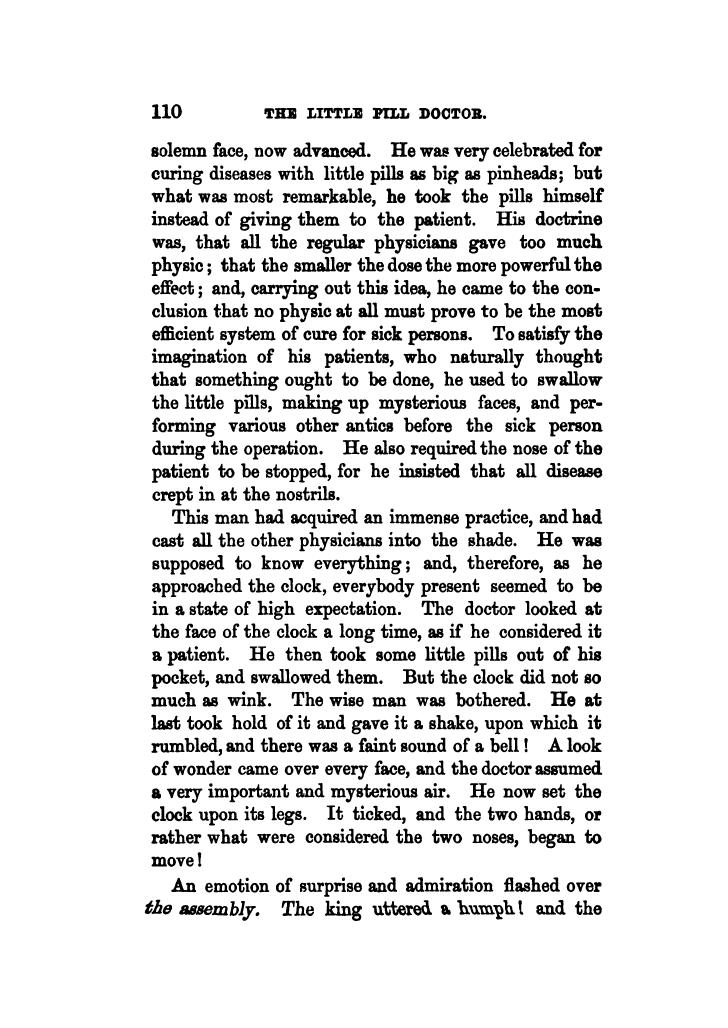 110 THE LITTLE PILL DOCTOR.
solemn face, now advanced. He was very celebrated for
curing diseases with little pills as big as pinheads; but
what was most remarkable, he took the pills himself
instead of giving them to the patient. His doctrine
was, that all the regular physicians gave too much
physic; that the smaller the dose the more powerful the
effect; and, carrying out this idea, he came to the con-
clusion that no physic at all must prove to be the most
efficient system of cure for sick persons. To satisfy the
imagination of his patients, who naturally thought
that something ought to be done, he used to swallow
the little pills, making up mysterious faces, and per-
forming various other antics before the sick person
during the operation. He also required the nose of the
patient to be stopped, for he insisted that all disease
crept in at the nostrils.
This man had acquired an immense practice, and had
cast all the other physicians into the shade. He was
supposed to know everything; and, therefore, as he
approached the clock, everybody present seemed to be
in a state of high expectation. The doctor looked at
the face of the clock a long time, as if he considered it
a patient. He then took some little pills out of his
pocket, and swallowed them. But the clock did not so
much as wink. The wise man was bothered. He at
last took hold of it and gave it a shake, upon which it
rumbled, and there was a faint sound of a bell! A look
of wonder came over every face, and the doctor assumed
a very important and mysterious air. He now set the
clock upon its legs. It ticked, and the two hands, or
rather what were considered the two noses, began to
move!
An emotion of surprise and admiration flashed over
the assembly. The king uttered a humph! and the